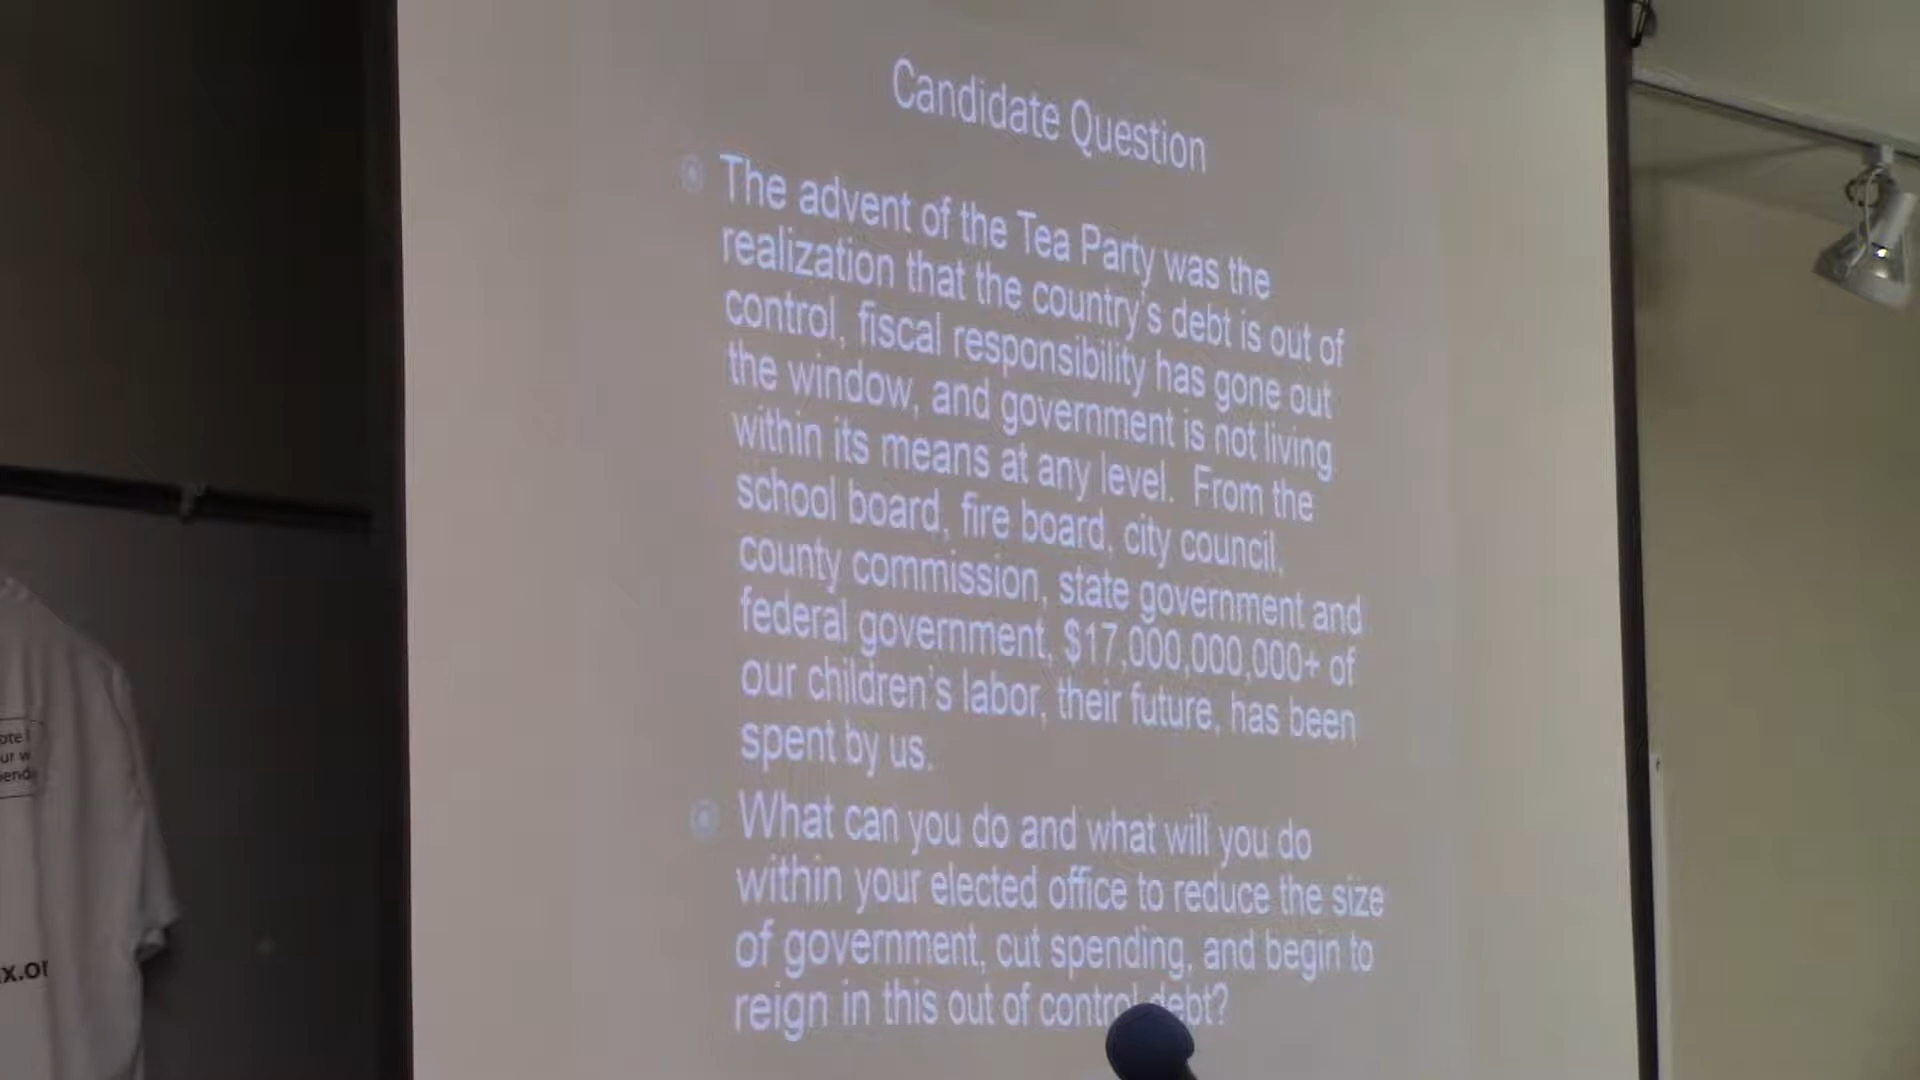 Candidate Question
The advent of the Tea Party was the
realization that the country's debt is out of
control, fiscal responsibility has gone out
the window, and government is not living
within its means at any level. From the
school board, fire board, city council,
county commission, state government and
federal government, $17,000,000,000+ of
our children's labor, their future, has been
spent by us.
What can you do and what will you do
within your elected office to reduce the size
of government, cut spending, and begin to
reign in this out of control debt?